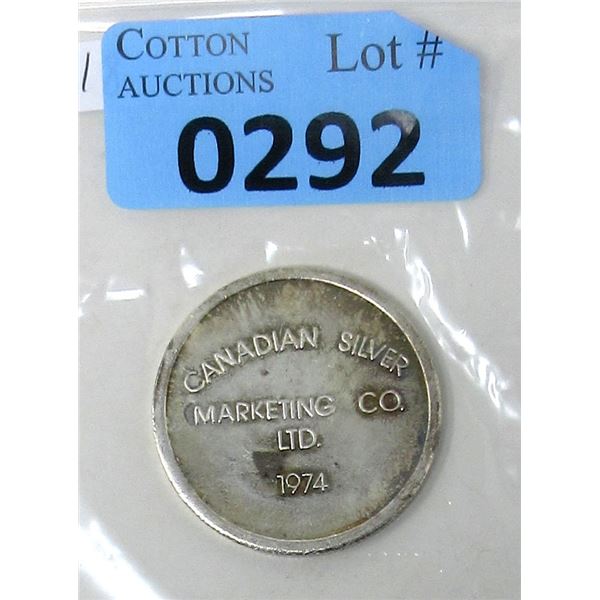 COTTON Lot #
AUCTIONS
0292
CANADIAN SILVER
MARKETING CO.
LTD.
1974